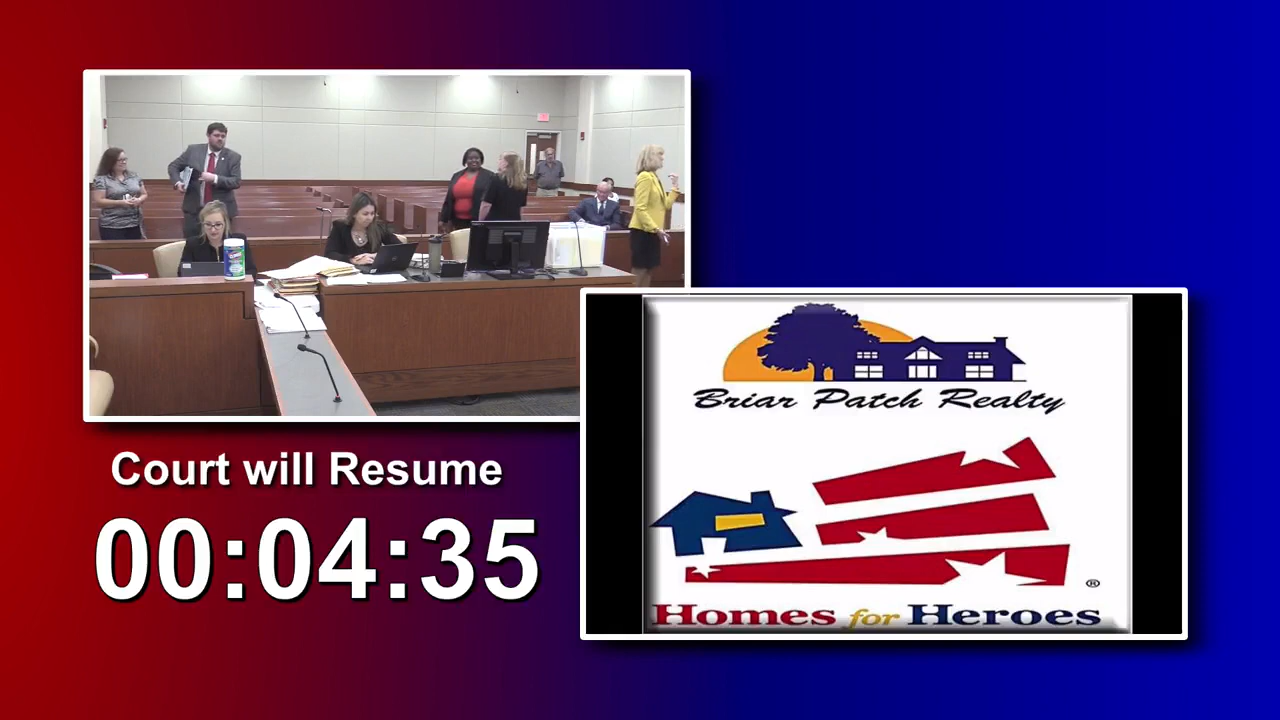 Court will Resume
00:04:35
Briar Patch Realty
®
Homes for Heroes